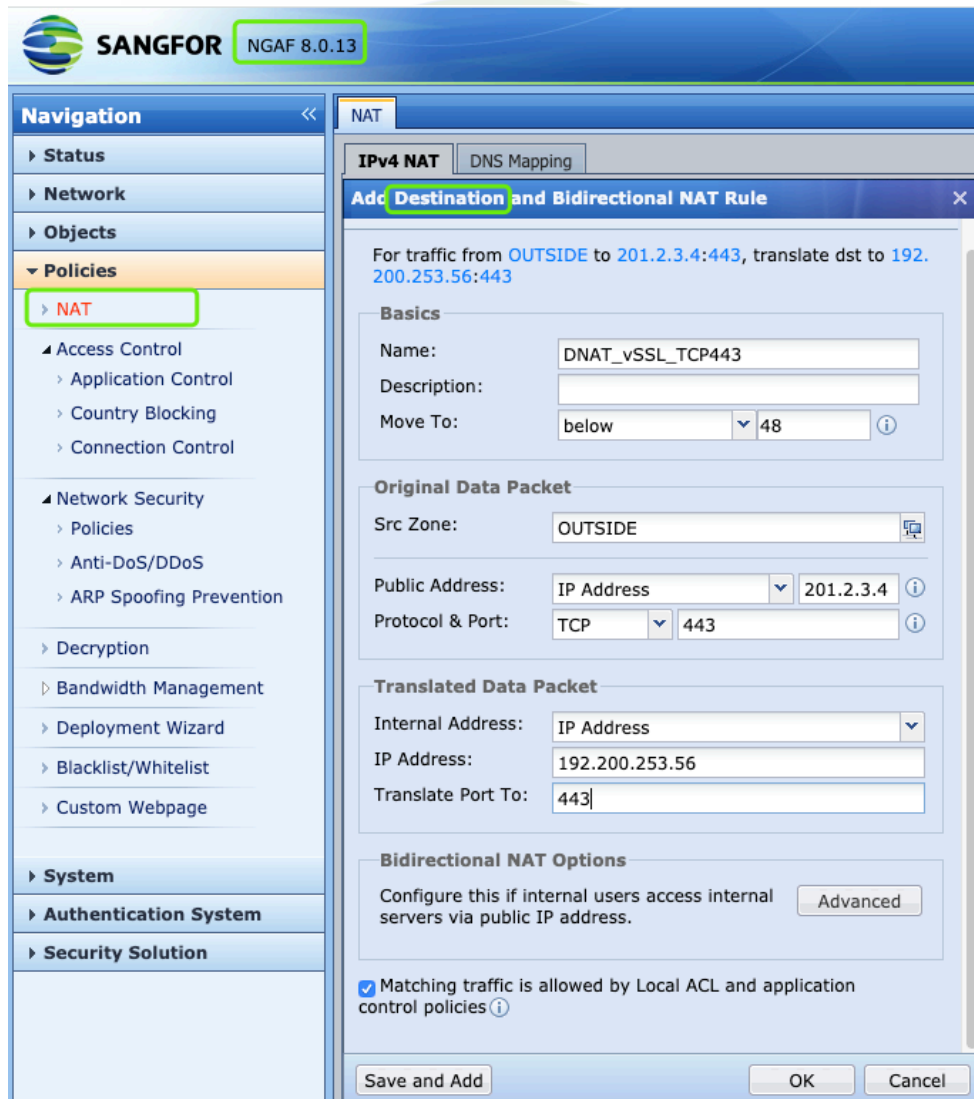 SANGFOR NGAF 8.0.13
Navigation
Status
Network
Objects
Policies
NAT
Access Control
Application Control
Country Blocking
Connection Control
Network Security
Policies
Anti-DoS/DDoS
ARP Spoofing Prevention
Decryption
Bandwidth Management
Deployment Wizard
Blacklist/Whitelist
Custom Webpage
System
Authentication System
Security Solution
NAT
IPv4 NAT DNS Mapping
Add Destination and Bidirectional NAT Rule
For traffic from OUTSIDE to 201.2.3.4:443, translate dst to 192.
200.253.56:443
Basics
Name: DNAT_vSSL_TCP443
Description:
Move To: below 48
Original Data Packet
Src Zone: OUTSIDE
Public Address: IP Address 201.2.3.4
Protocol & Port: TCP 443
Translated Data Packet
Internal Address: IP Address
IP Address: 192.200.253.56
Translate Port To: 443
Bidirectional NAT Options
Configure this if internal users access internal
servers via public IP address.
Advanced
Matching traffic is allowed by Local ACL and application
control policies
Save and Add OK Cancel